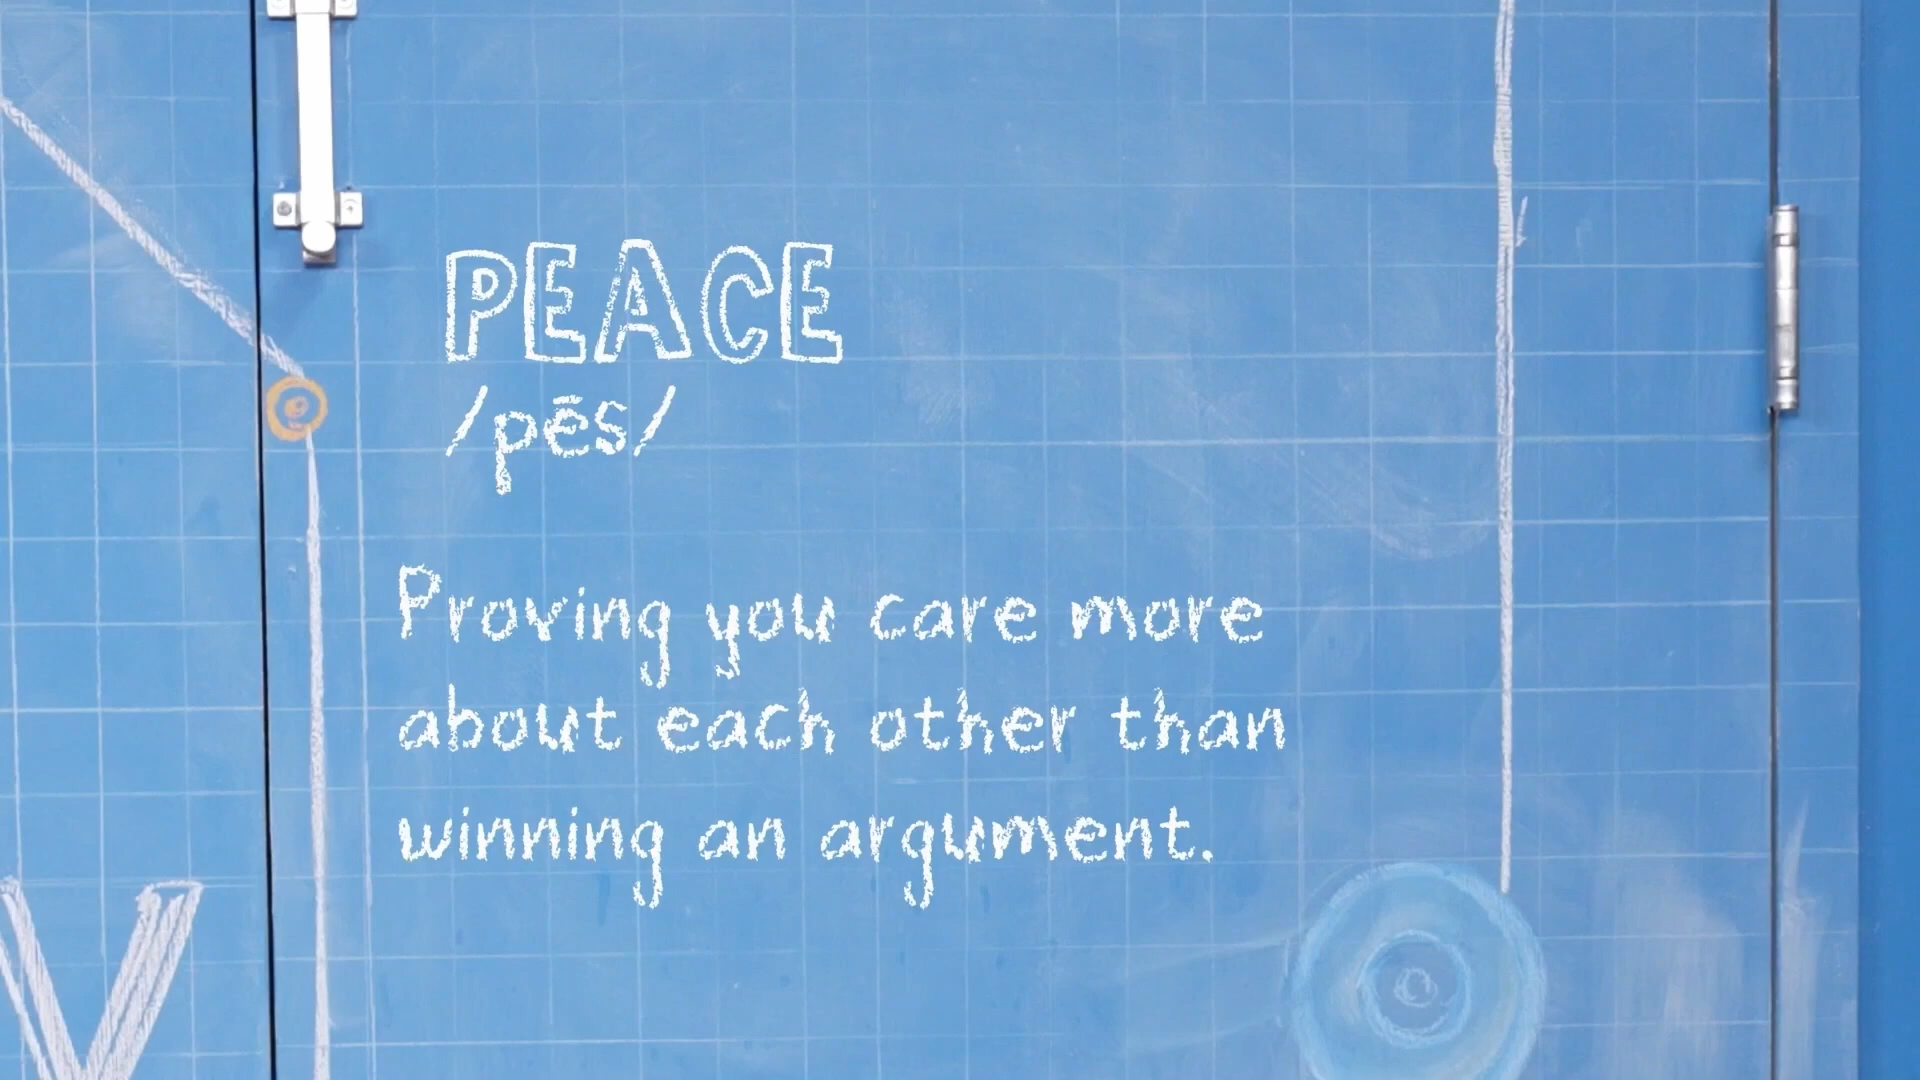 PEACE
/pēs/
Proving you care more
about each other than
winning an argument.